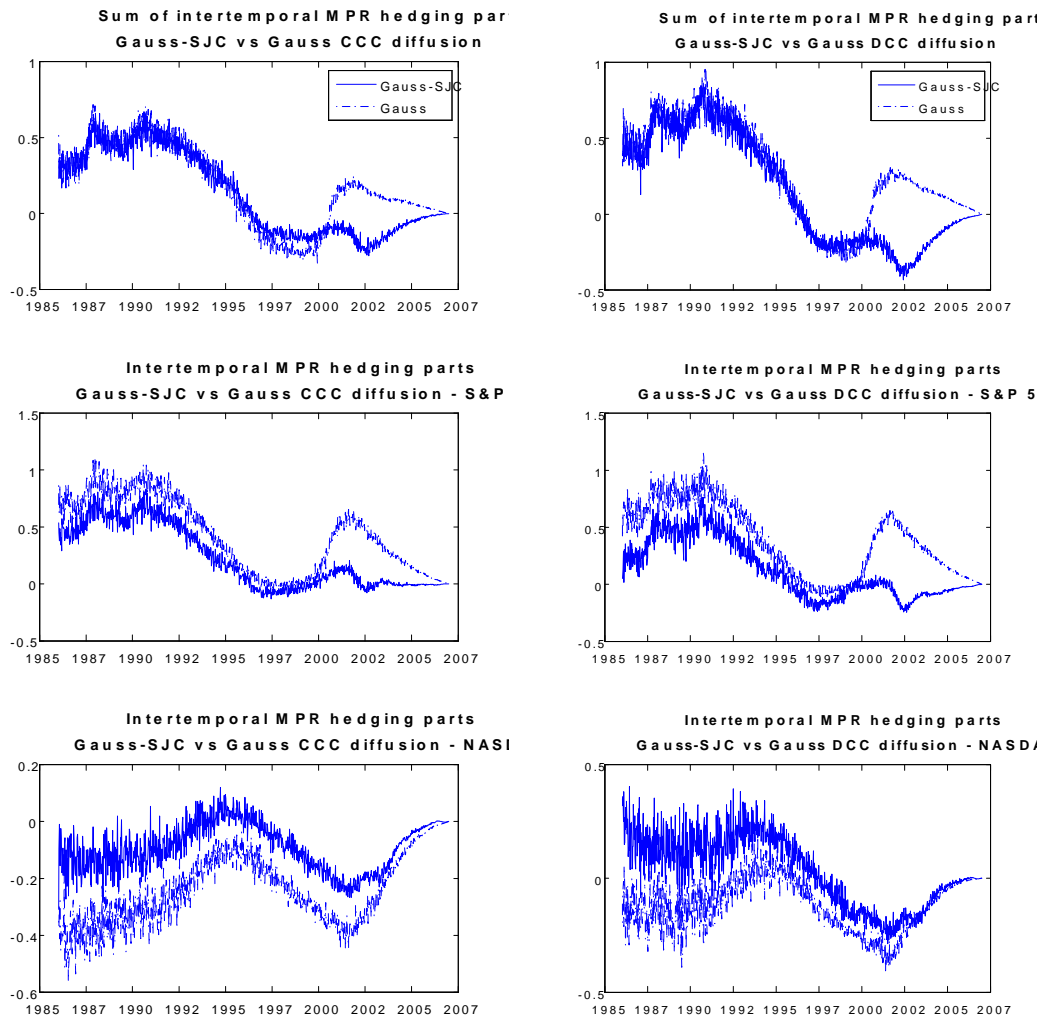 Sum of intertemporal MPR hedging par
Gauss-SJC vs Gauss CCC diffusion
1
0.5
0
-0.5
1985 1987 1990 1992 1995 1997 2000 2002 2005 2007
Gauss-SJC
Gauss
Sum of intertemporal MPR hedging part
Gauss-SJC vs Gauss DCC diffusion
1
0.5
0
-0.5
1985 1987 1990 1992 1995 1997 2000 2002 2005 2007
Gauss-SJC
Gauss
Intertemporal MPR hedging parts
Gauss-SJC vs Gauss CCC diffusion - S&P
1.5
1
0.5
0
-0.5
1985 1987 1990 1992 1995 1997 2000 2002 2005 2007
Intertemporal MPR hedging parts
Gauss-SJC vs Gauss DCC diffusion - S&P 5
1.5
1
0.5
0
-0.5
1985 1987 1990 1992 1995 1997 2000 2002 2005 2007
Intertemporal MPR hedging parts
Gauss-SJC vs Gauss CCC diffusion - NAS
0.2
0
-0.2
-0.4
-0.6
1985 1987 1990 1992 1995 1997 2000 2002 2005 2007
Intertemporal MPR hedging parts
Gauss-SJC vs Gauss DCC diffusion - NASDA
0.5
0
-0.5
1985 1987 1990 1992 1995 1997 2000 2002 2005 2007